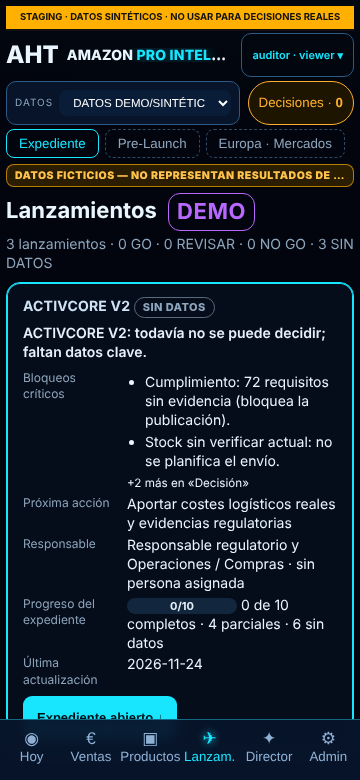 STAGING · DATOS SINTÉTICOS · NO USAR PARA DECISIONES REALES
AHT AMAZON PRO INTEL... auditor · viewer ▾
DATOS DATOS DEMO/SINTÉTIC Decisiones · 0
Expediente Pre-Launch Europa · Mercados
DATOS FICTICIOS — NO REPRESENTAN RESULTADOS DE ...
Lanzamientos DEMO
3 lanzamientos · 0 GO · 0 REVISAR · 0 NO GO · 3 SIN
DATOS
ACTIVCORE V2 SIN DATOS
ACTIVCORE V2: todavía no se puede decidir;
faltan datos clave.
Bloqueos
críticos
• Cumplimiento: 72 requisitos
sin evidencia (bloquea la
publicación).
• Stock sin verificar actual: no
se planifica el envío.
+2 más en «Decisión»
Próxima acción Aportar costes logísticos reales
y evidencias regulatorias
Responsable Responsable regulatorio y
Operaciones / Compras · sin
persona asignada
Progreso del
expediente
0/10 0 de 10
completos · 4 parciales · 6 sin
datos
Última
actualización
2026-11-24
Expediente abierto ↓
Hoy Ventas Productos Lanzam. Director Admin